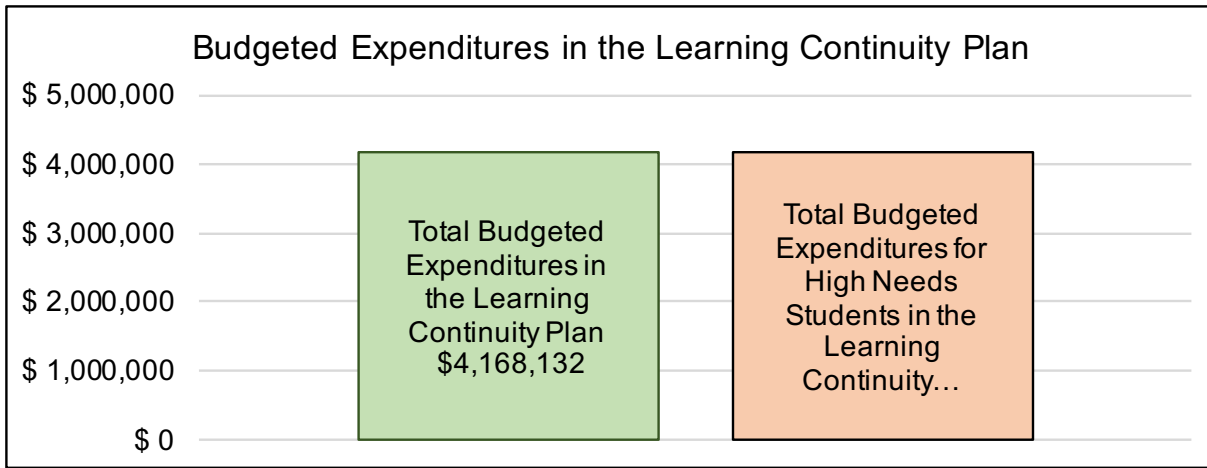 Budgeted Expenditures in the Learning Continuity Plan
$ 5,000,000
$ 4,000,000
$ 3,000,000
$ 2,000,000
$ 1,000,000
$ 0
Total Budgeted
Expenditures in
the Learning
Continuity Plan
$4,168,132
Total Budgeted
Expenditures for
High Needs
Students in the
Learning
Continuity…